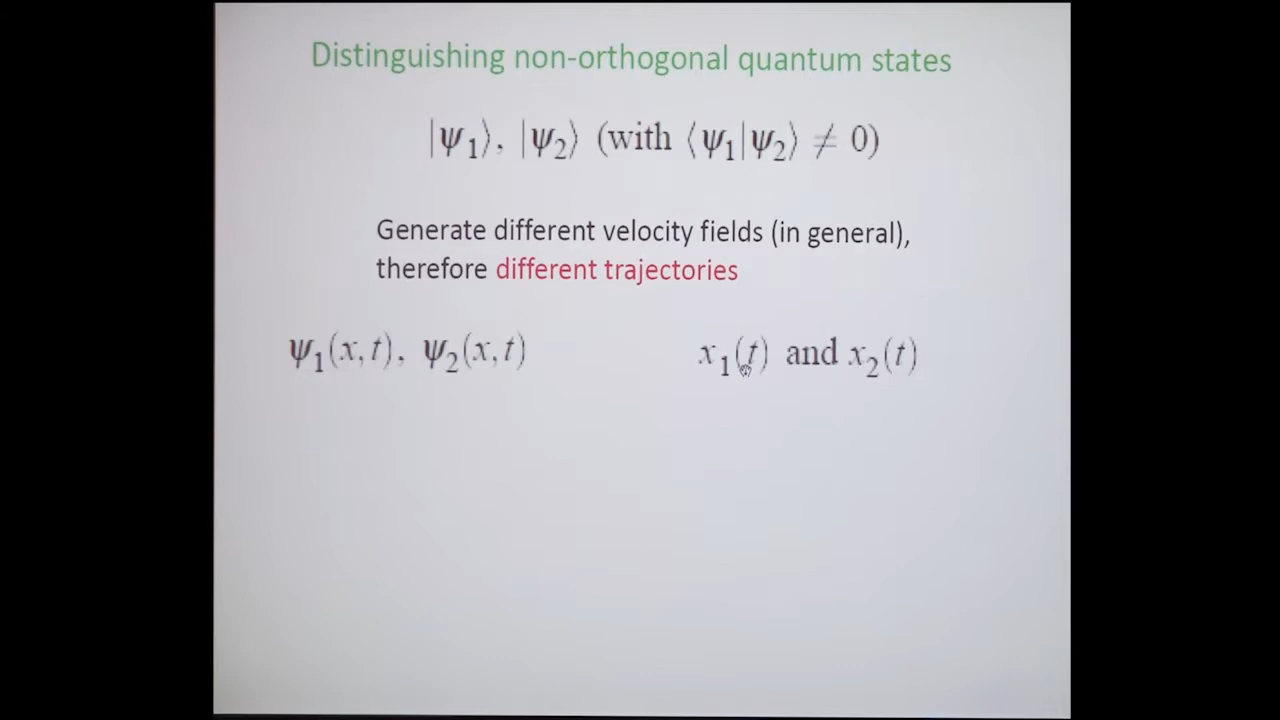 Distinguishing non-orthogonal quantum states
|ψ₁⟩, |ψ₂⟩ (with ⟨ψ₁|ψ₂⟩ ≠ 0)
Generate different velocity fields (in general),
therefore different trajectories
ψ₁(x,t), ψ₂(x,t) x₁(t) and x₂(t)